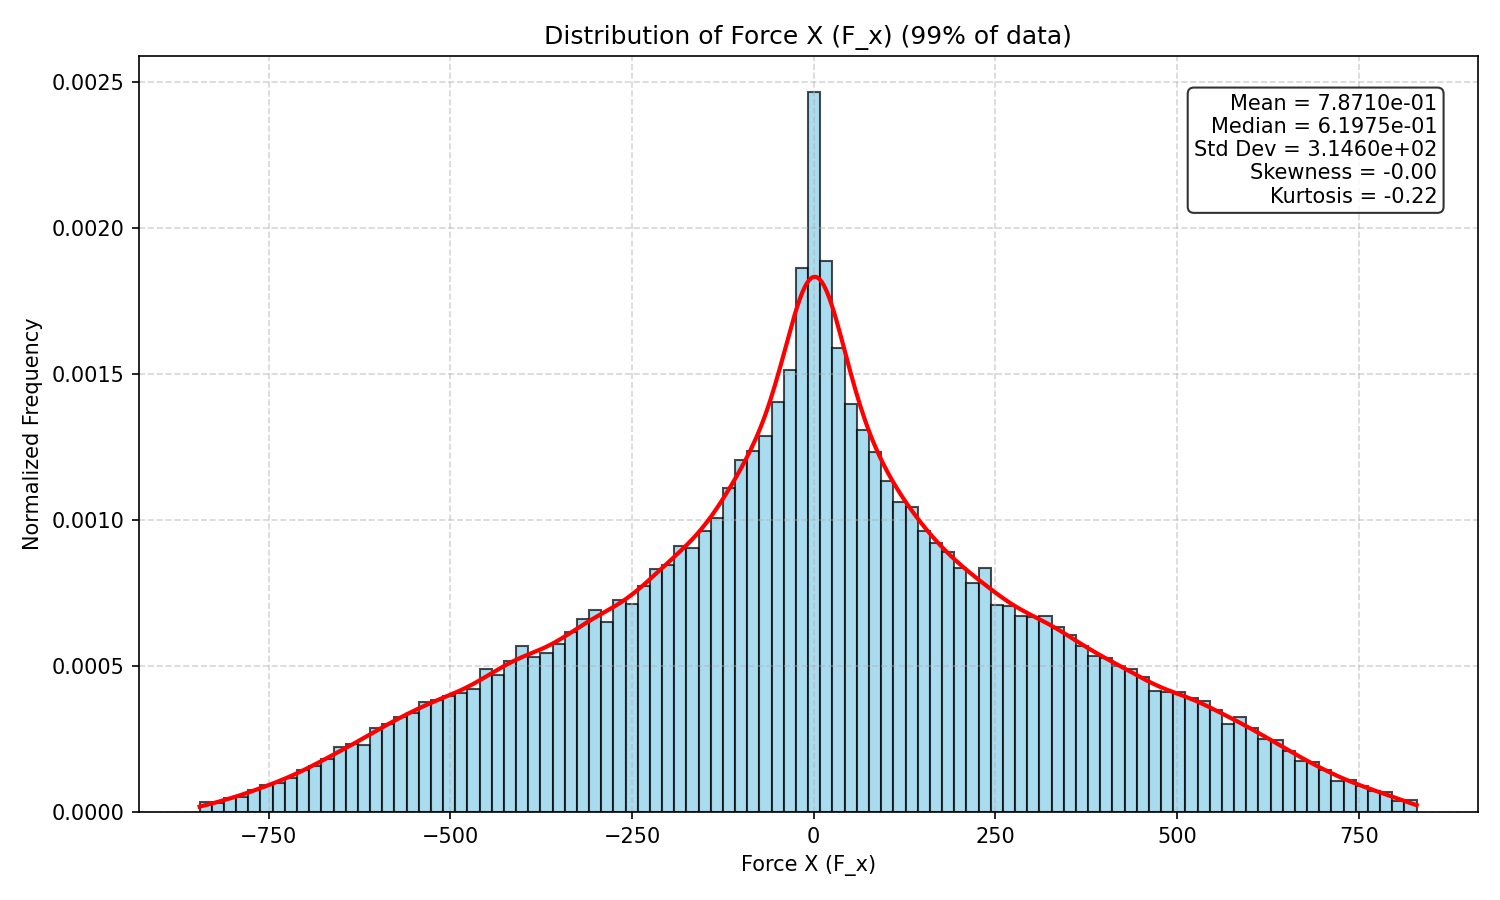 Distribution of Force X (F_x) (99% of data)
Mean = 7.8710e-01
Median = 6.1975e-01
Std Dev = 3.1460e+02
Skewness = -0.00
Kurtosis = -0.22
Normalized Frequency
0.0025
0.0020
0.0015
0.0010
0.0005
0.0000
−750 −500 −250 0 250 500 750
Force X (F_x)